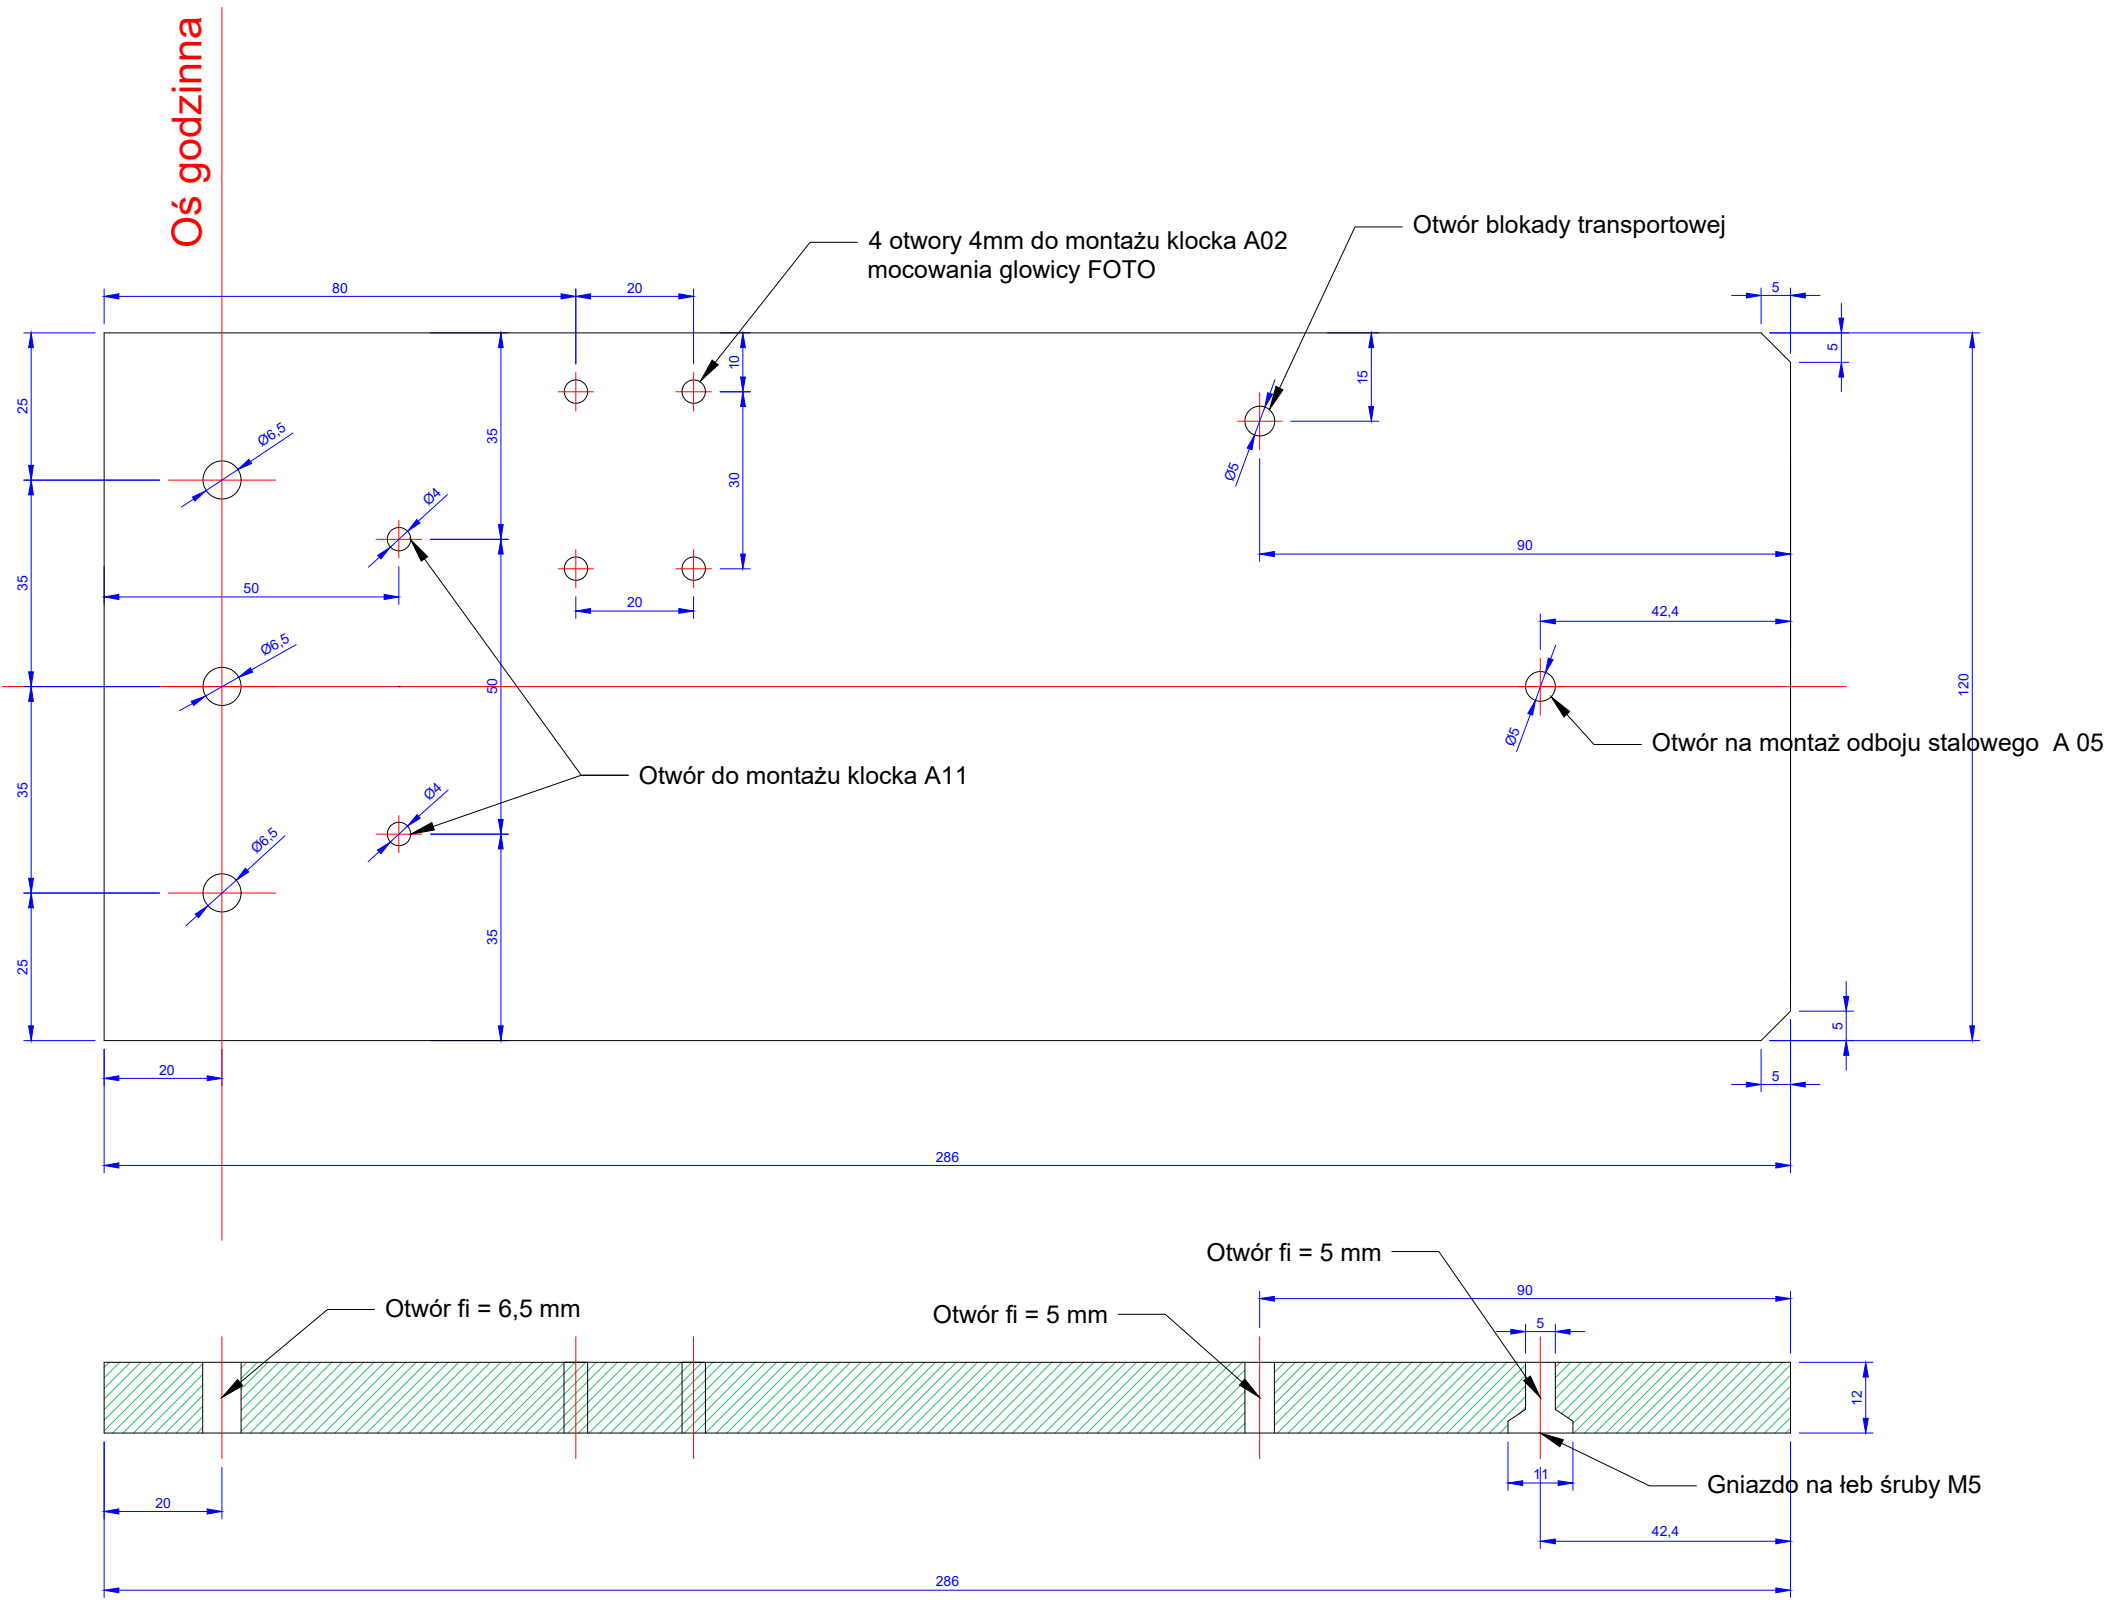 Oś godzinna
4 otwory 4mm do montażu klocka A02
mocowania glowicy FOTO
Otwór blokady transportowej
80
20
5
5
10
15
25
35
Ø6,5
Ø4
30
Ø5
90
35
50
20
42,4
Ø6,5
50
120
Ø5
Otwór na montaż odboju stalowego A 05
Otwór do montażu klocka A11
35
Ø4
Ø6,5
35
25
5
20
5
286
Otwór fi = 5 mm
Otwór fi = 6,5 mm
Otwór fi = 5 mm
90
5
12
11
Gniazdo na łeb śruby M5
20
42,4
286